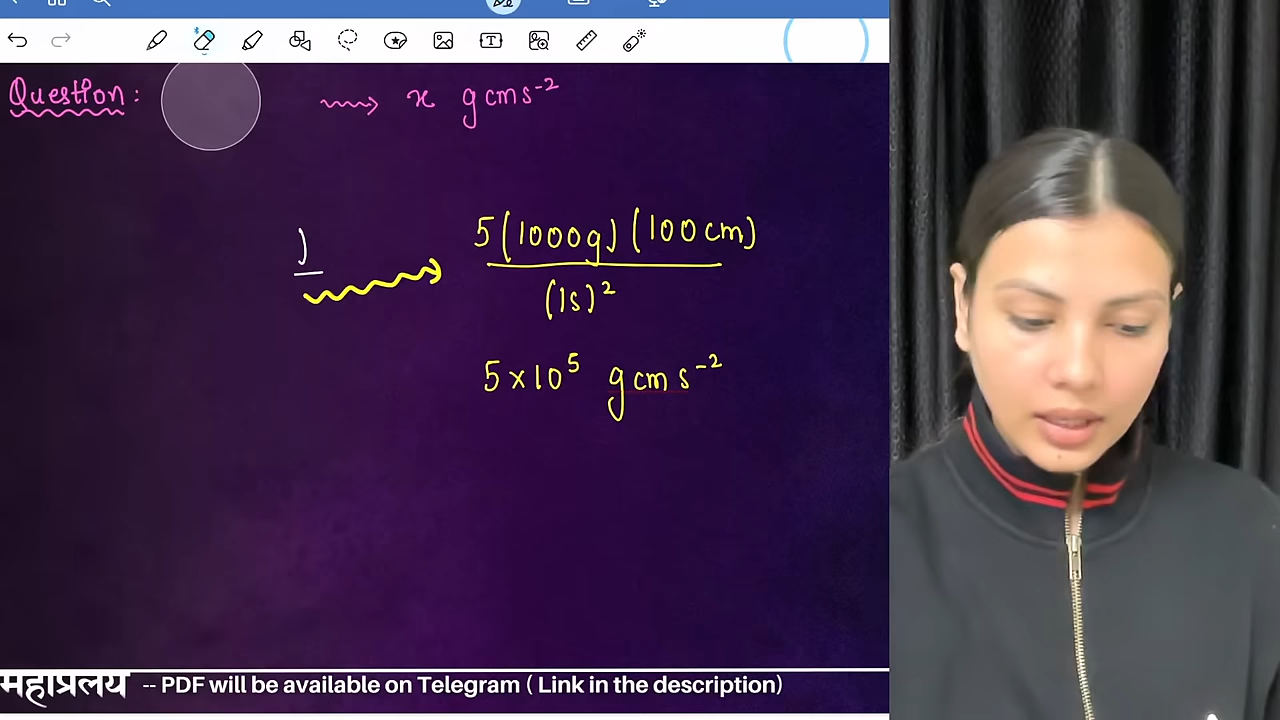 Question: ⟿ x g cm s⁻²
5 (1000g) (100 cm)
(1s)²
5 × 10⁵ g cm s⁻²
महाप्रलय -- PDF will be available on Telegram ( Link in the description)